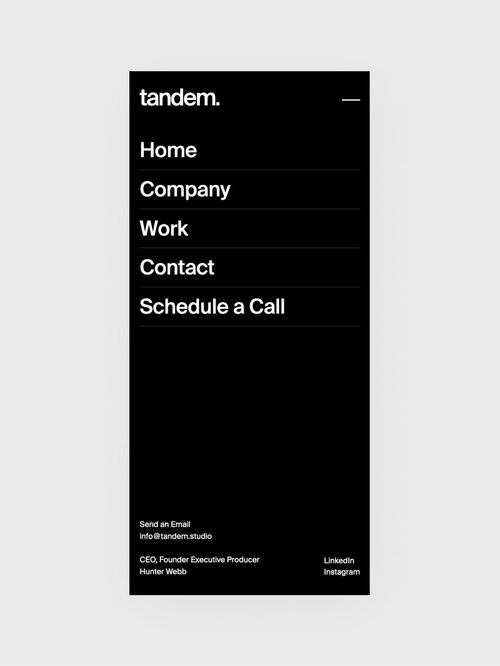 tandem.
Home
Company
Work
Contact
Schedule a Call
Send an Email
info@tandem.studio
CEO, Founder Executive Producer
Hunter Webb
LinkedIn
Instagram